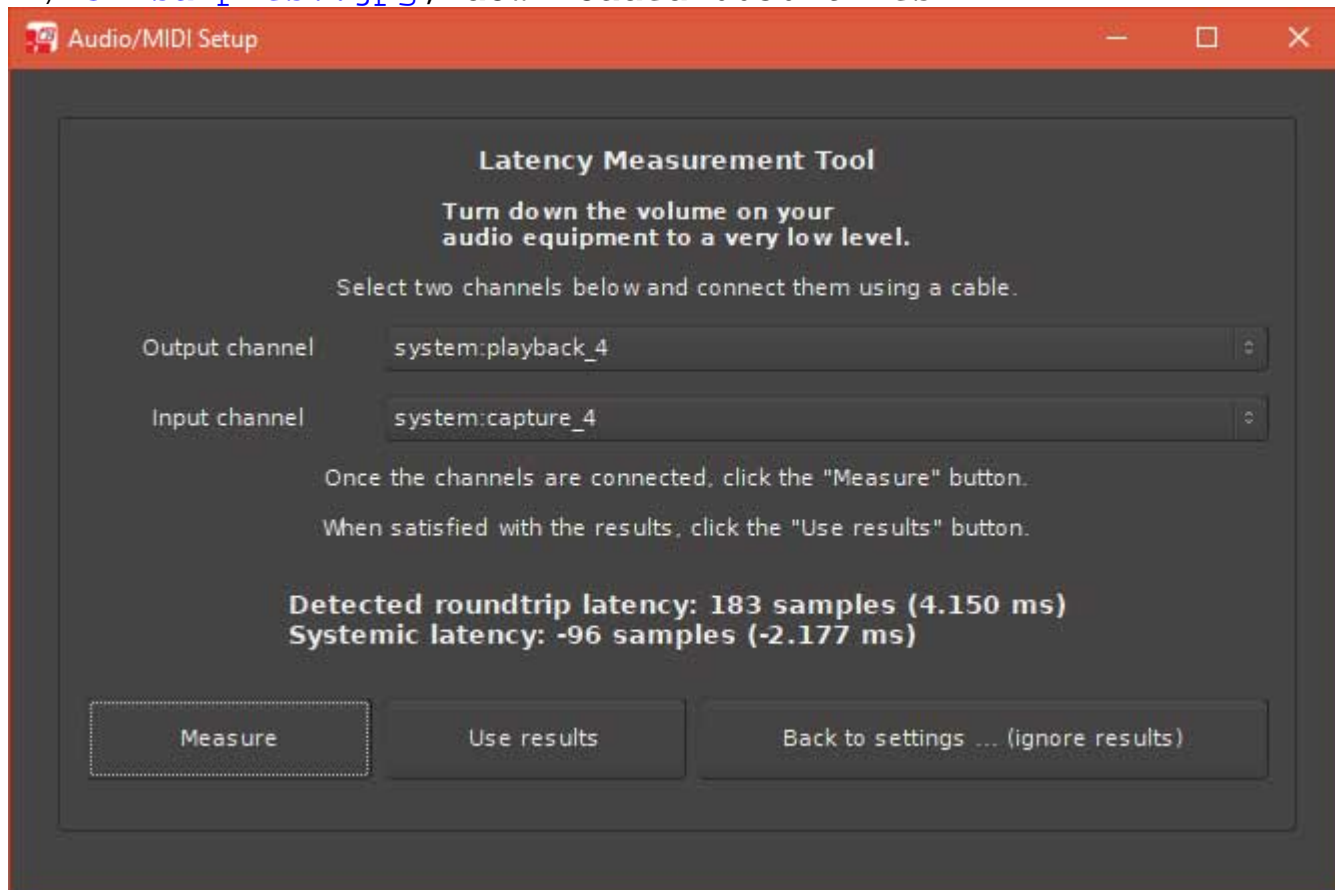 Audio/MIDI Setup
Latency Measurement Tool
Turn down the volume on your
audio equipment to a very low level.
Select two channels below and connect them using a cable.
Output channel system:playback_4
Input channel system:capture_4
Once the channels are connected, click the "Measure" button.
When satisfied with the results, click the "Use results" button.
Detected roundtrip latency: 183 samples (4.150 ms)
Systemic latency: -96 samples (-2.177 ms)
Measure Use results Back to settings ... (ignore results)